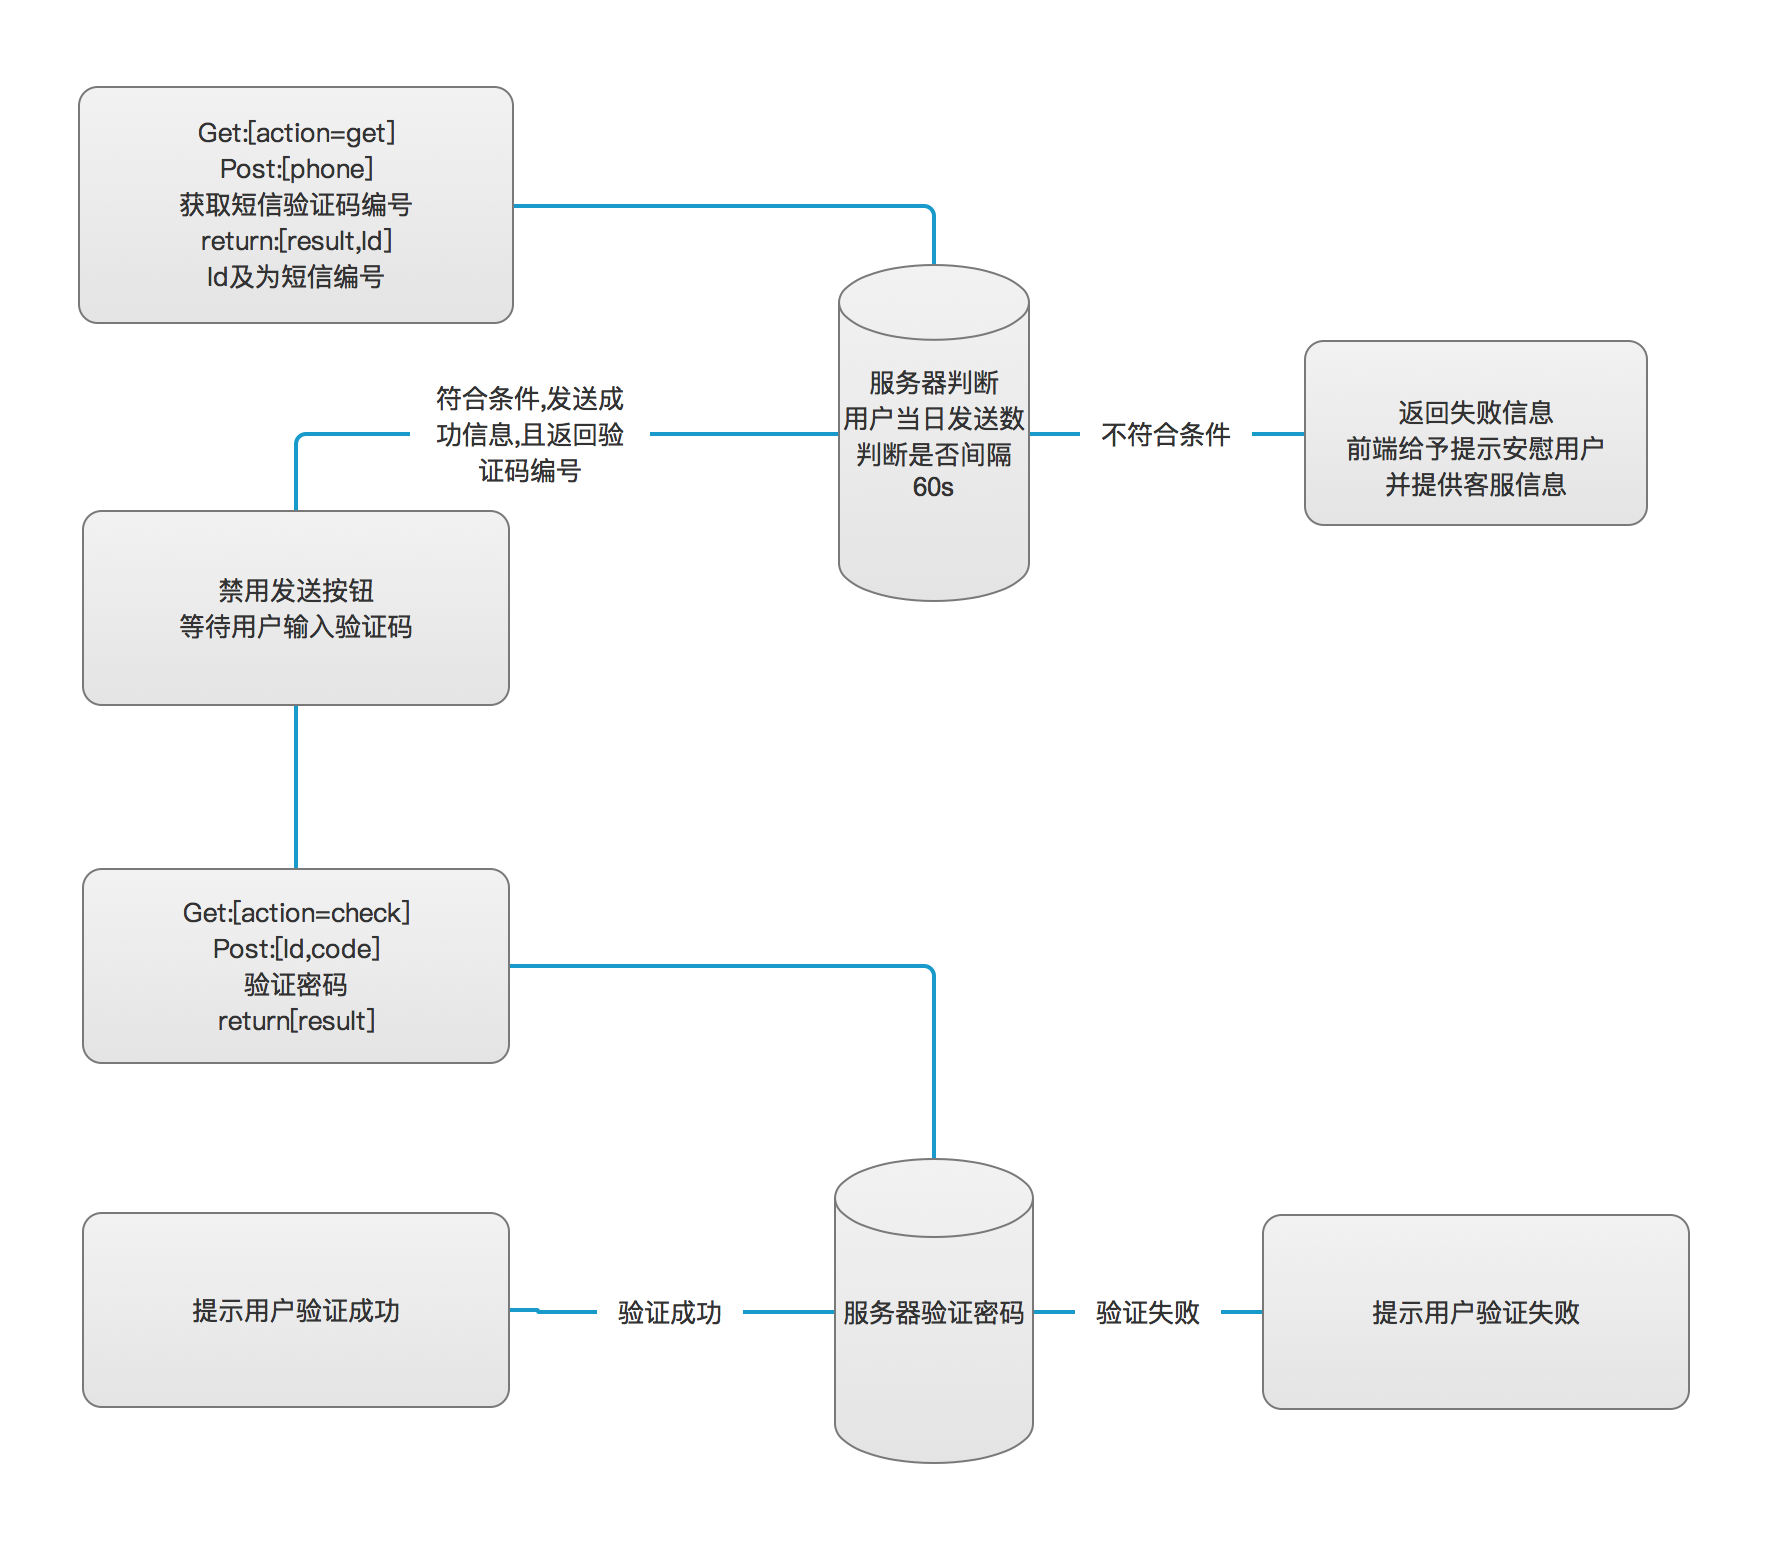 Get:[action=get]
Post:[phone]
获取短信验证码编号
return:[result,Id]
Id及为短信编号
服务器判断
用户当日发送数
判断是否间隔
60s
符合条件,发送成
功信息,且返回验
证码编号
不符合条件
返回失败信息
前端给予提示安慰用户
并提供客服信息
禁用发送按钮
等待用户输入验证码
Get:[action=check]
Post:[Id,code]
验证密码
return[result]
提示用户验证成功
验证成功
服务器验证密码
验证失败
提示用户验证失败